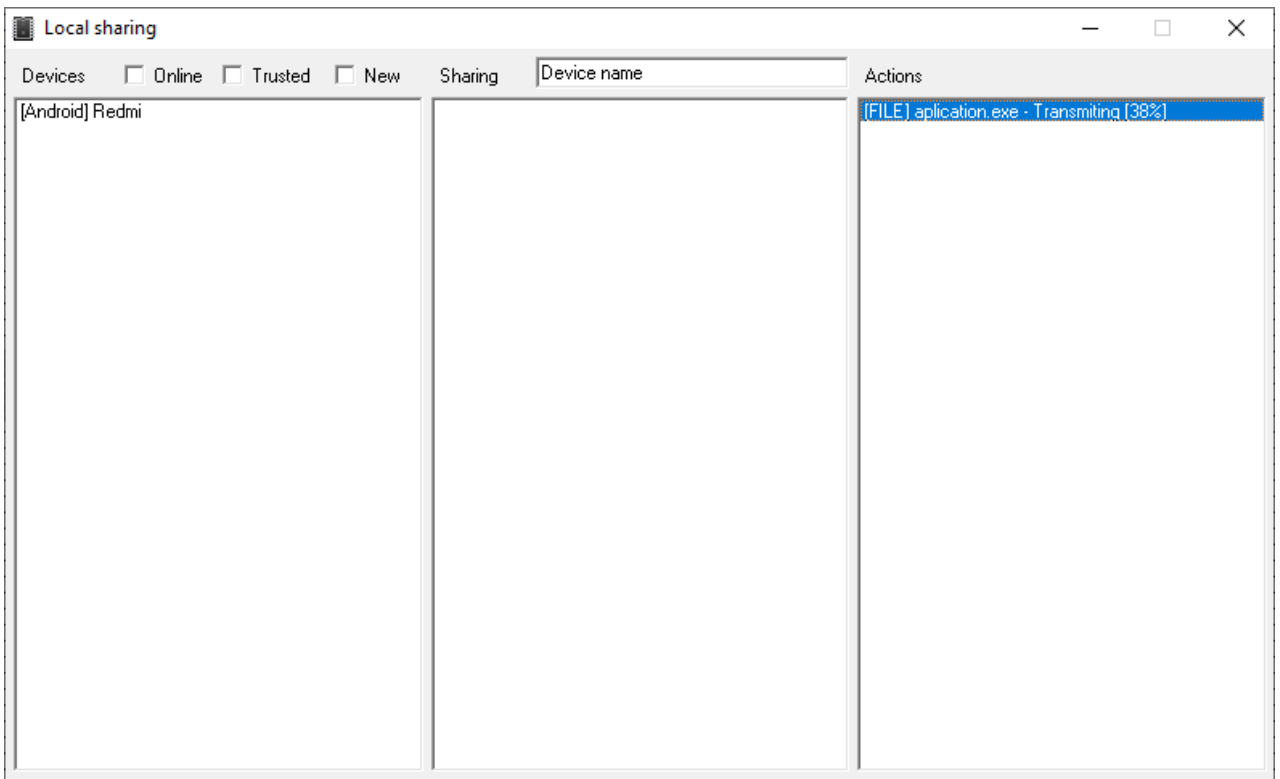 Local sharing
Devices Online Trusted New Sharing Device name Actions
[Android] Redmi
[FILE] aplication.exe - Transmiting [38%]